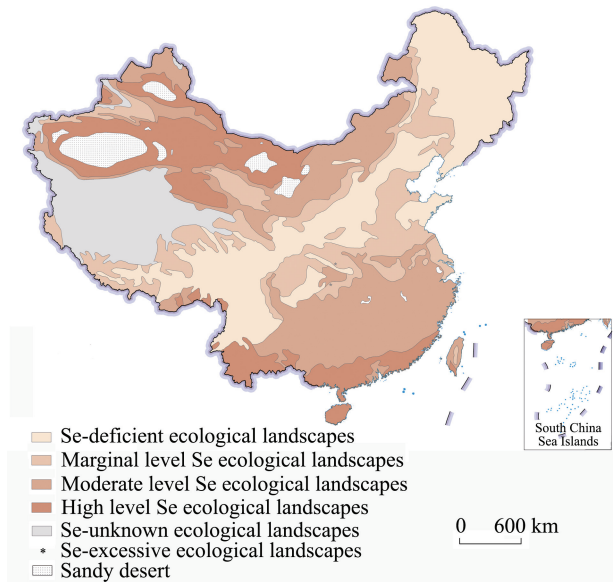 South China
Sea Islands
Se-deficient ecological landscapes
Marginal level Se ecological landscapes
Moderate level Se ecological landscapes
High level Se ecological landscapes
Se-unknown ecological landscapes
* Se-excessive ecological landscapes
Sandy desert
0 600 km